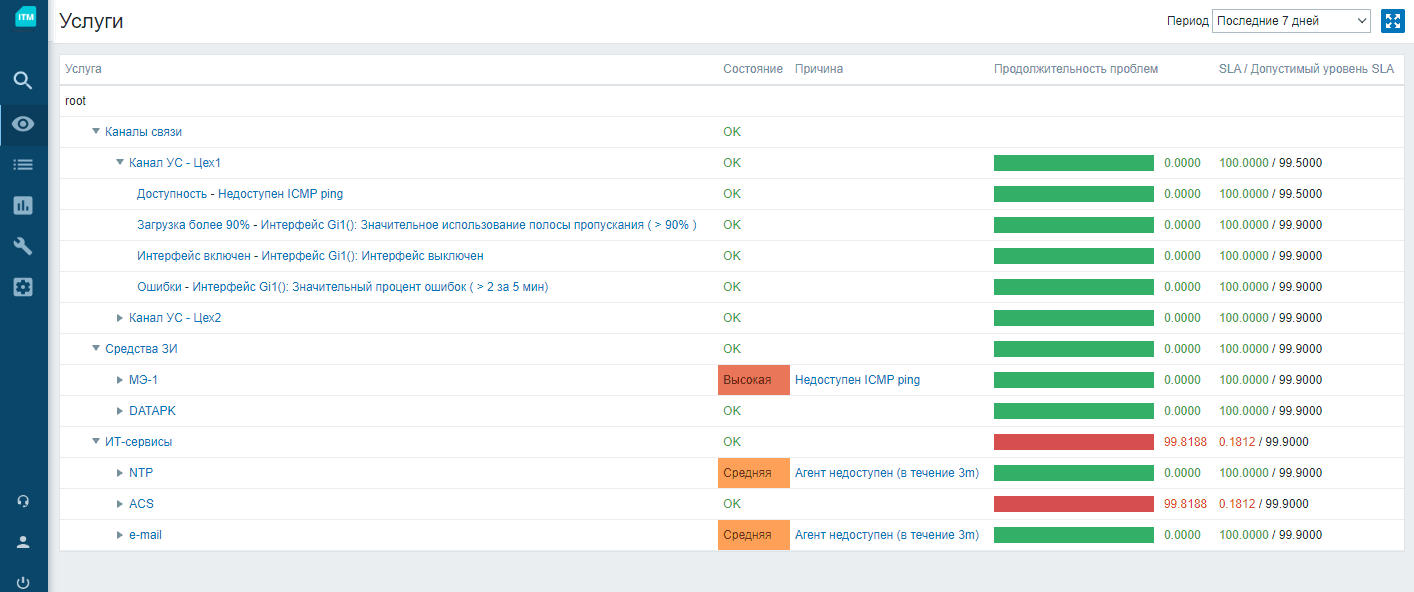 ITM
Услуги
Период Последние 7 дней
Услуга Состояние Причина Продолжительность проблем SLA / Допустимый уровень SLA
root
Каналы связи OK
Канал УС - Цех1 OK 0.0000 100.0000 / 99.5000
Доступность - Недоступен ICMP ping OK 0.0000 100.0000 / 99.5000
Загрузка более 90% - Интерфейс Gi1(): Значительное использование полосы пропускания ( > 90% ) OK 0.0000 100.0000 / 99.9000
Интерфейс включен - Интерфейс Gi1(): Интерфейс выключен OK 0.0000 100.0000 / 99.9000
Ошибки - Интерфейс Gi1(): Значительный процент ошибок ( > 2 за 5 мин) OK 0.0000 100.0000 / 99.9000
Канал УС - Цех2 OK 0.0000 100.0000 / 99.9000
Средства ЗИ OK 0.0000 100.0000 / 99.9000
МЭ-1 Высокая Недоступен ICMP ping 0.0000 100.0000 / 99.9000
DATAPK OK 0.0000 100.0000 / 99.9000
ИТ-сервисы OK 99.8188 0.1812 / 99.9000
NTP Средняя Агент недоступен (в течение 3m) 0.0000 100.0000 / 99.9000
ACS OK 99.8188 0.1812 / 99.9000
e-mail Средняя Агент недоступен (в течение 3m) 0.0000 100.0000 / 99.9000